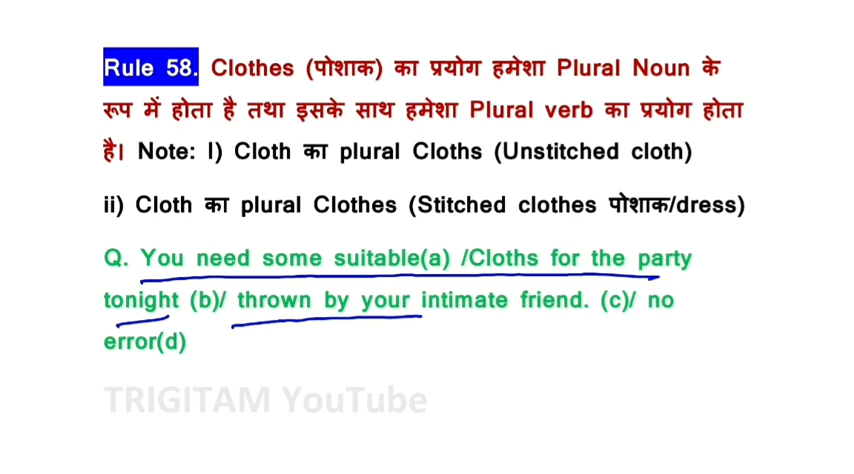 Rule 58. Clothes (पोशाक) का प्रयोग हमेशा Plural Noun के
रूप में होता है तथा इसके साथ हमेशा Plural verb का प्रयोग होता
है। Note: I) Cloth का plural Cloths (Unstitched cloth)
ii) Cloth का plural Clothes (Stitched clothes पोशाक/dress)
Q. You need some suitable(a) /Cloths for the party
tonight (b)/ thrown by your intimate friend. (c)/ no
error(d)
TRIGITAM YouTube